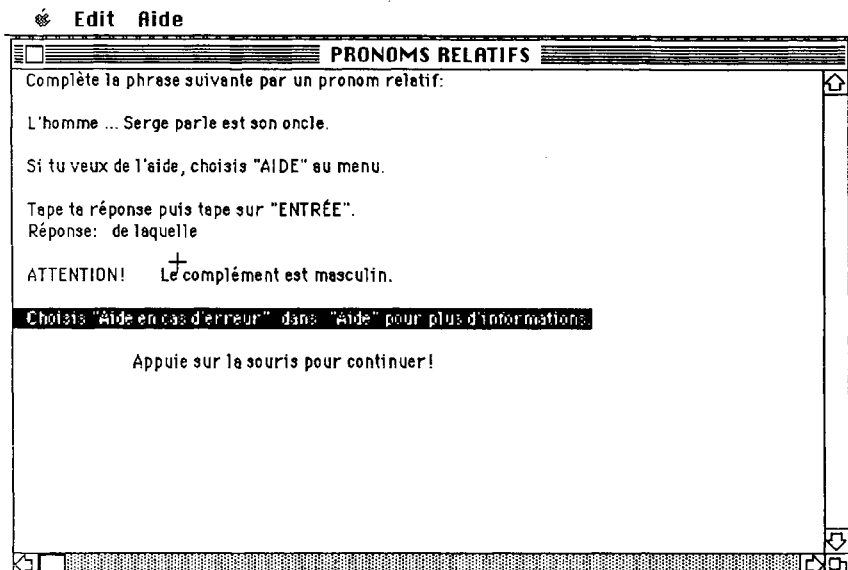 Edit Aide
PRONOMS RELATIFS
Complète la phrase suivante par un pronom relatif:
L'homme ... Serge parle est son oncle.
Si tu veux de l'aide, choisis "AIDE" au menu.
Tape ta réponse puis tape sur "ENTRÉE".
Réponse: de laquelle
ATTENTION! Le complément est masculin.
Choisis "Aide en cas d'erreur" dans "Aide" pour plus d'informations.
Appuie sur la souris pour continuer!